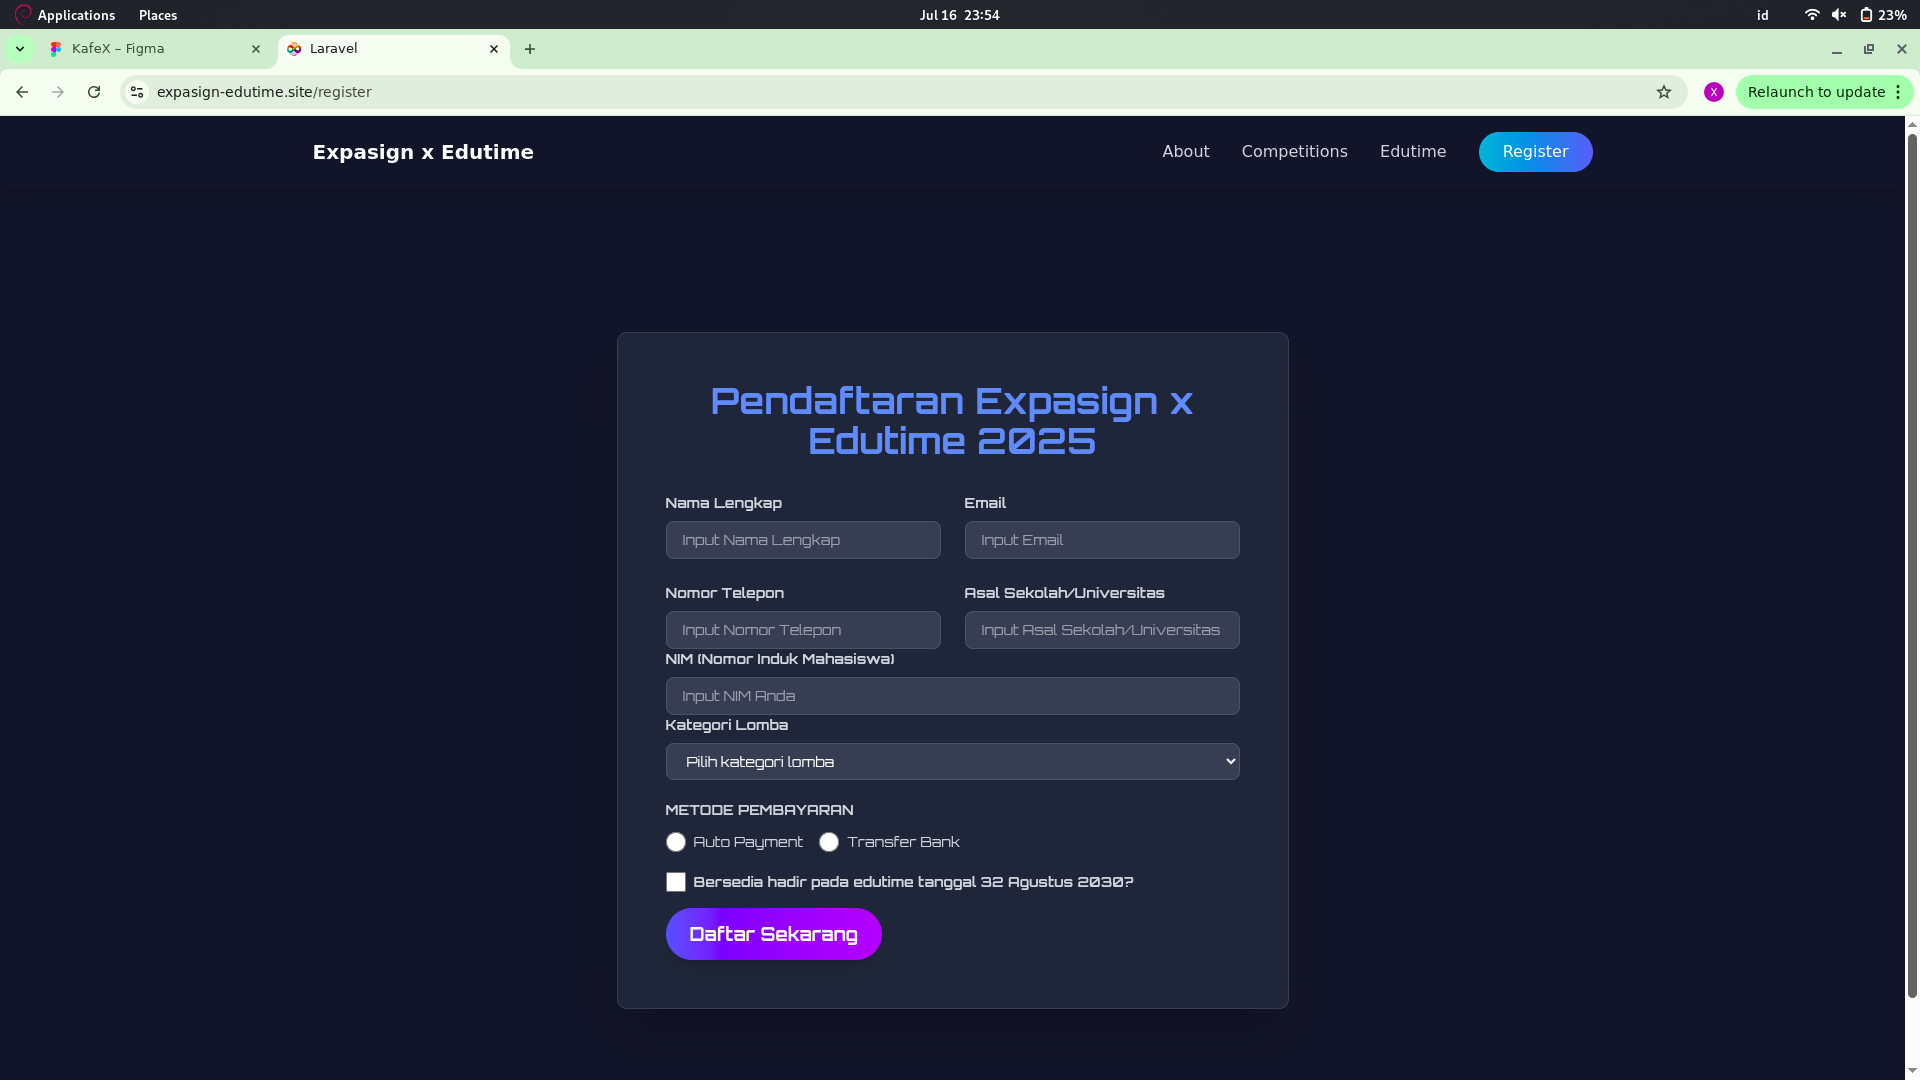 Applications Places Jul 16 23:54 id 23%
KafeX – Figma Laravel
expasign-edutime.site/register X Relaunch to update
Expasign x Edutime About Competitions Edutime Register
Pendaftaran Expasign x
Edutime 2025
Nama Lengkap Email
Input Nama Lengkap Input Email
Nomor Telepon Asal Sekolah/Universitas
Input Nomor Telepon Input Asal Sekolah/Universitas
NIM (Nomor Induk Mahasiswa)
Input NIM Anda
Kategori Lomba
Pilih kategori lomba
METODE PEMBAYARAN
Auto Payment Transfer Bank
Bersedia hadir pada edutime tanggal 32 Agustus 2030?
Daftar Sekarang